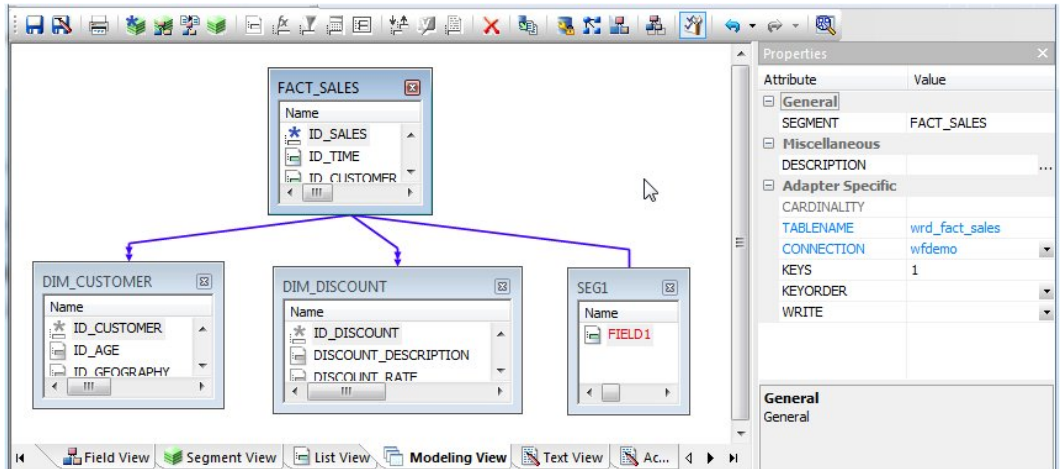 Properties
FACT_SALES
Name
ID_SALES
ID_TIME
ID_CUSTOMER
DIM_CUSTOMER
Name
ID_CUSTOMER
ID_AGE
ID_GEOGRAPHY
DIM_DISCOUNT
Name
ID_DISCOUNT
DISCOUNT_DESCRIPTION
DISCOUNT_RATE
SEG1
Name
FIELD1
Attribute Value
General
SEGMENT FACT_SALES
Miscellaneous
DESCRIPTION ...
Adapter Specific
CARDINALITY
TABLENAME wrd_fact_sales
CONNECTION wfdemo
KEYS 1
KEYORDER
WRITE
General
General
Field View Segment View List View Modeling View Text View Ac...